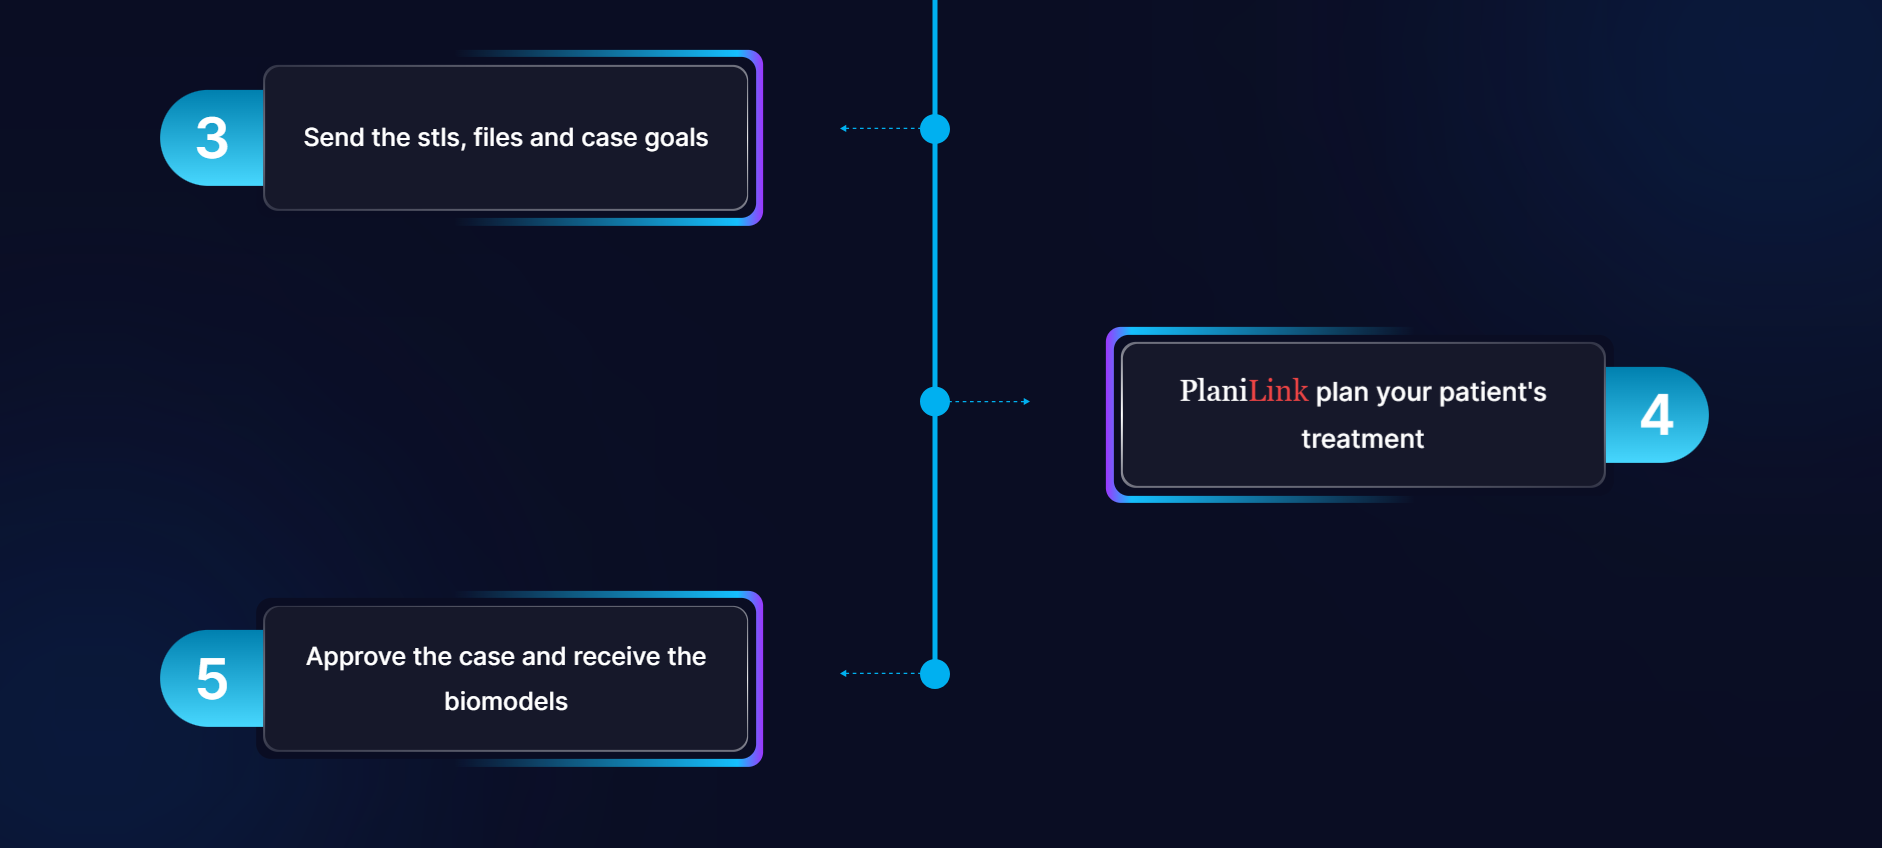 3
Send the stls, files and case goals
PlaniLink plan your patient's
treatment
4
5
Approve the case and receive the
biomodels